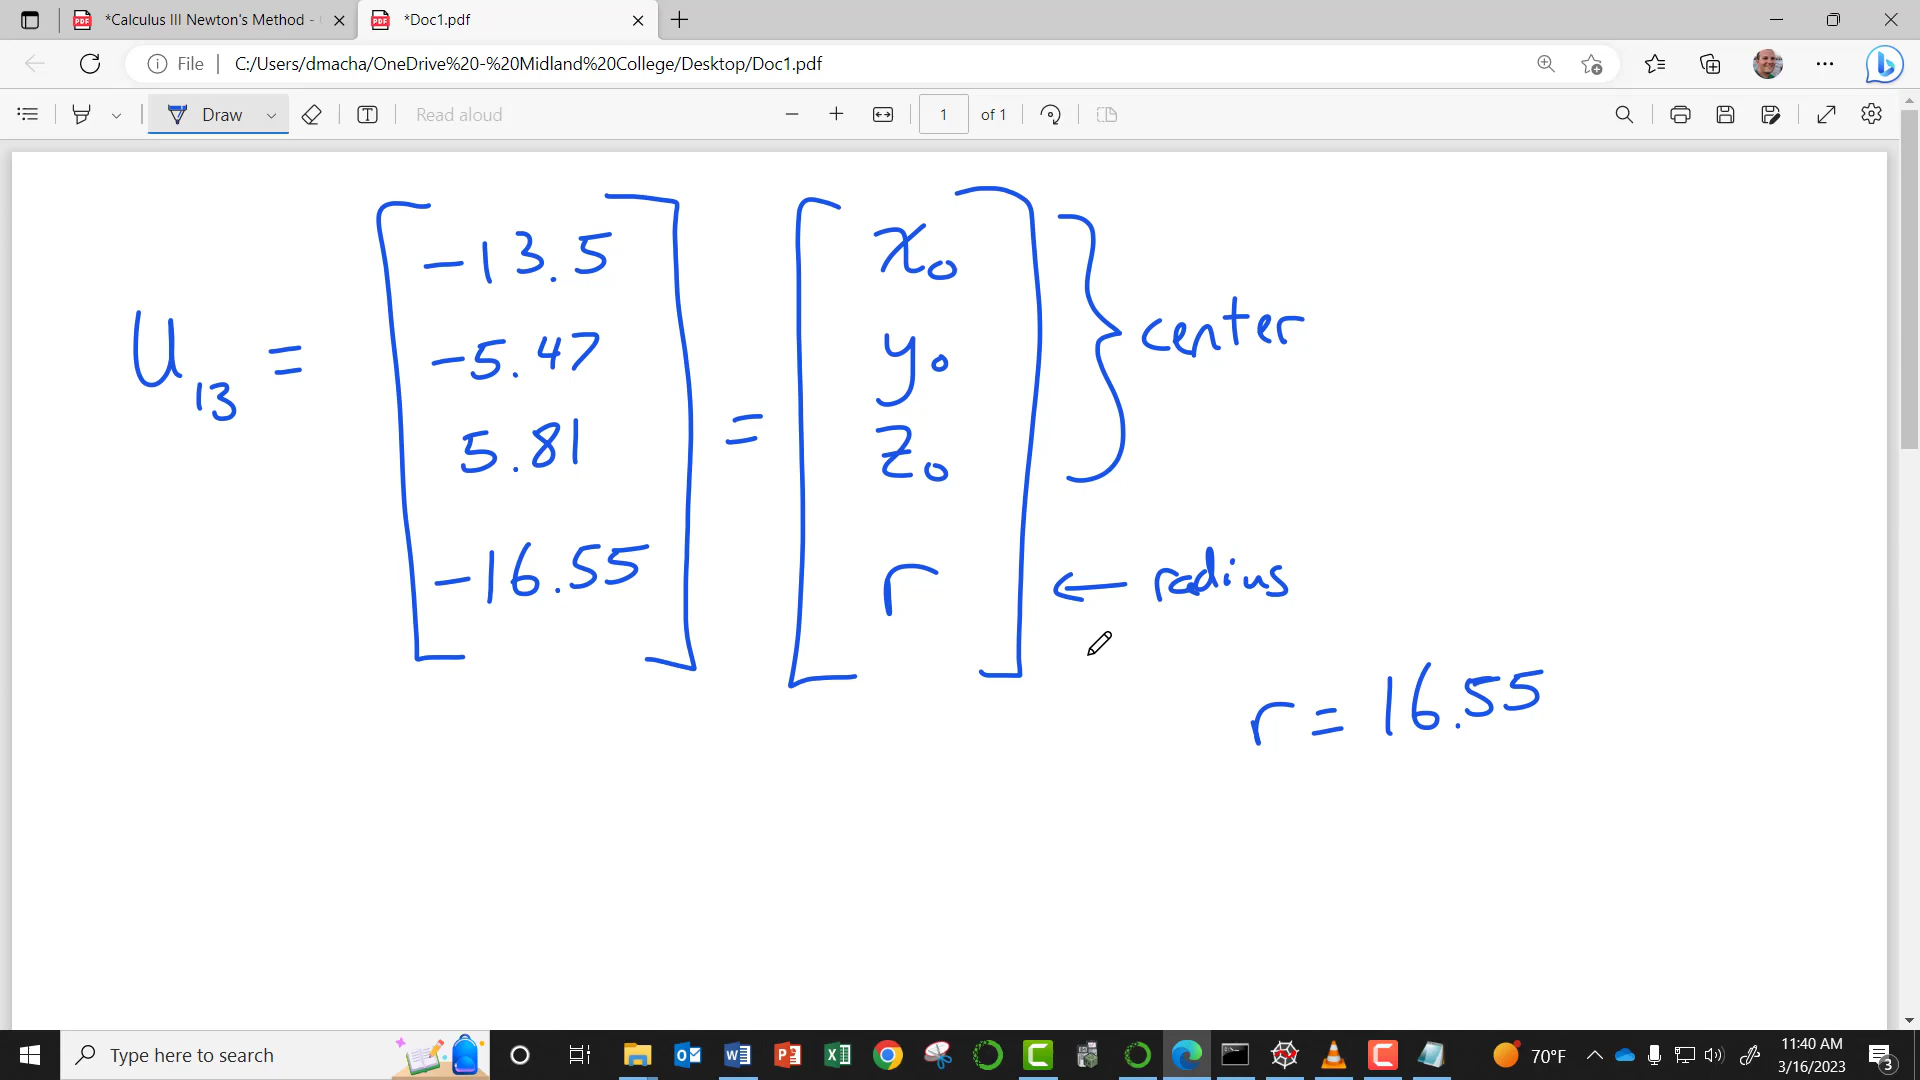 *Calculus III Newton's Method -
*Doc1.pdf
File
C:/Users/dmacha/OneDrive%20-%20Midland%20College/Desktop/Doc1.pdf
Draw
Read aloud
1
of 1
U13 = [-13.5 = [x0
-5.47 y0
5.81 z0
-16.55] r]
center
← radius
r = 16.55
Type here to search
70°F
11:40 AM
3/16/2023
3